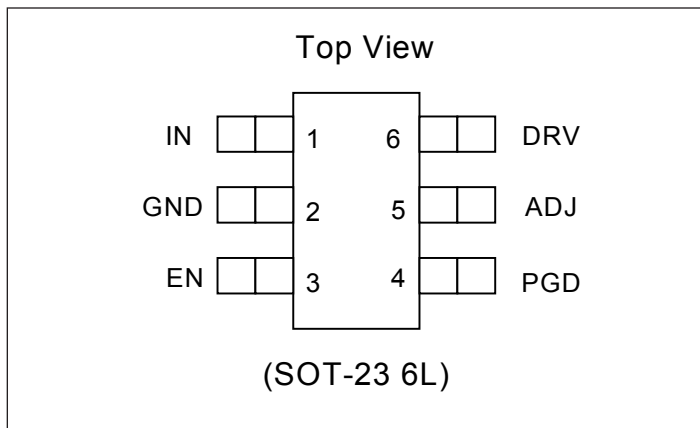 Top View
IN 1 6 DRV
GND 2 5 ADJ
EN 3 4 PGD
(SOT-23 6L)